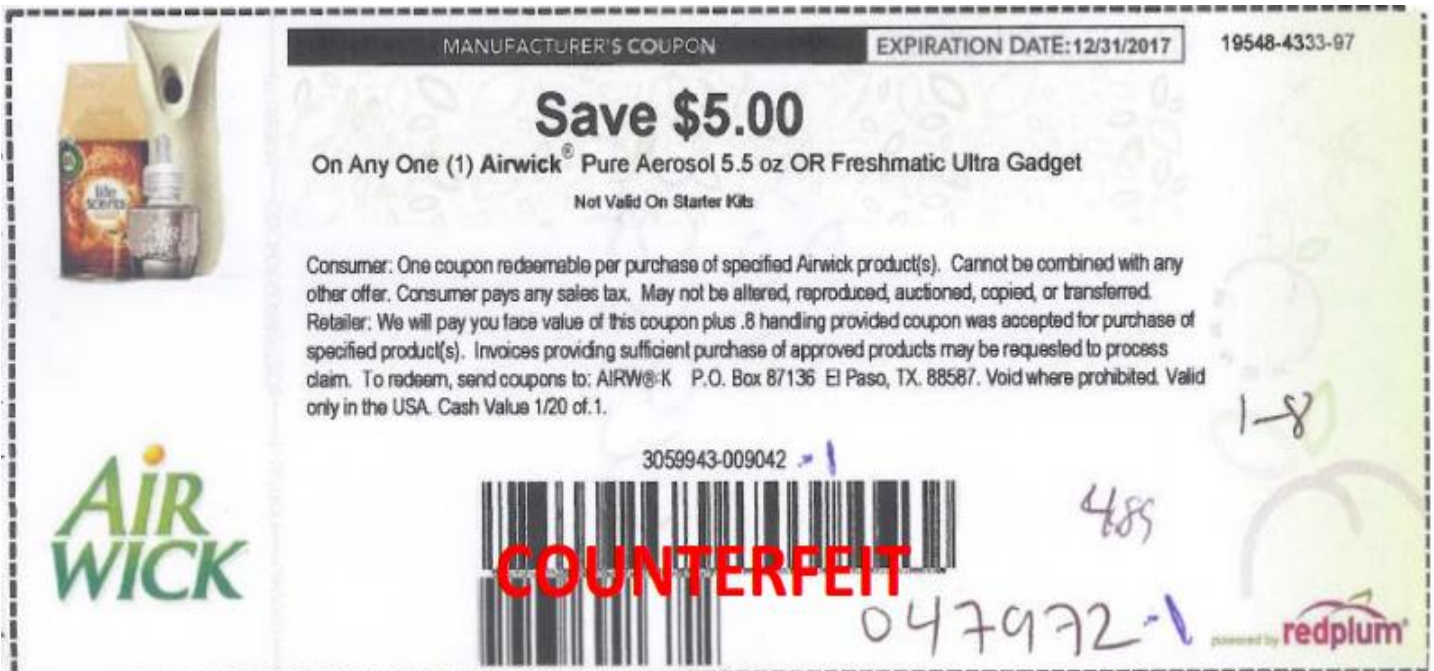 MANUFACTURER'S COUPON
EXPIRATION DATE:12/31/2017
19548-4333-97
life
scents
Save $5.00
On Any One (1) Airwick® Pure Aerosol 5.5 oz OR Freshmatic Ultra Gadget
Not Valid On Starter Kits
Consumer: One coupon redeemable per purchase of specified Airwick product(s). Cannot be combined with any
other offer. Consumer pays any sales tax. May not be altered, reproduced, auctioned, copied, or transferred.
Retailer: We will pay you face value of this coupon plus .8 handling provided coupon was accepted for purchase of
specified product(s). Invoices providing sufficient purchase of approved products may be requested to process
claim. To redeem, send coupons to: AIRW®K P.O. Box 87136 El Paso, TX. 88587. Void where prohibited. Valid
only in the USA. Cash Value 1/20 of.1.
1-8
3059943-009042 -1
AIR
WICK
489
COUNTERFEIT
047972-1
powered by redplum®